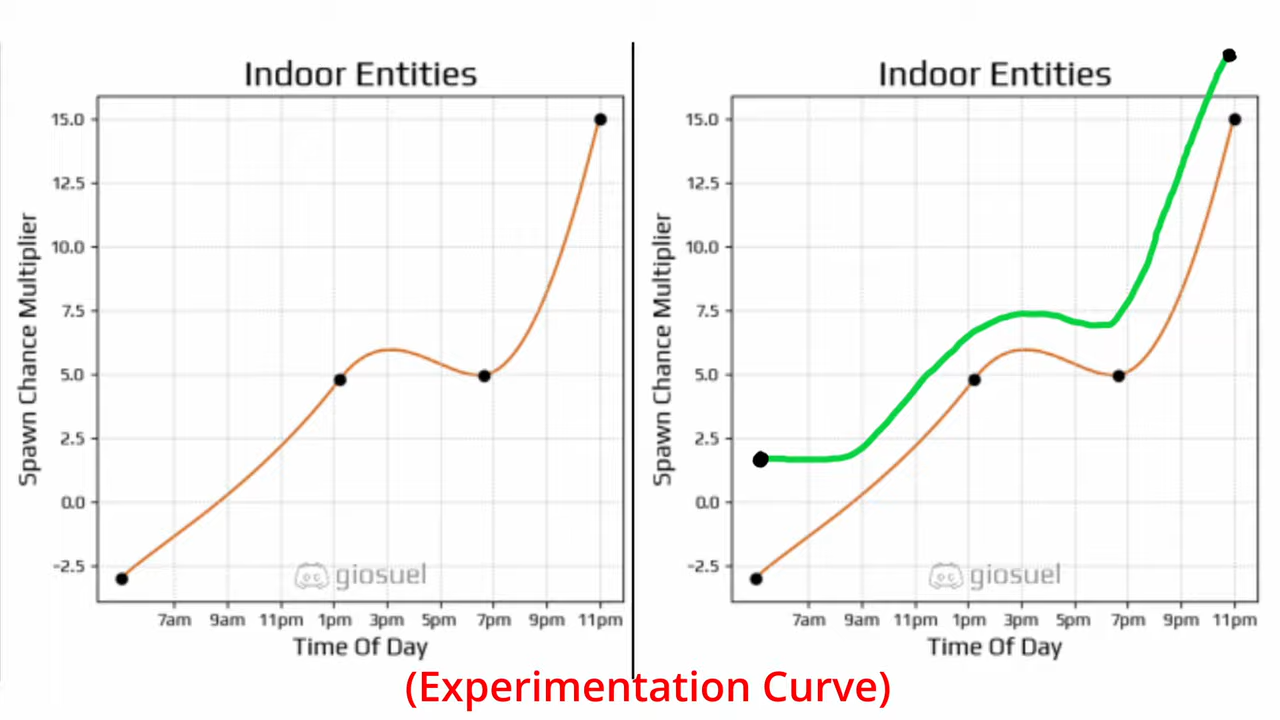 Indoor Entities
15.0
12.5
10.0
7.5
5.0
2.5
0.0
-2.5
Spawn Chance Multiplier
giosuel
7am 9am 11pm 1pm 3pm 5pm 7pm 9pm 11pm
Time Of Day
Indoor Entities
15.0
12.5
10.0
7.5
5.0
2.5
0.0
-2.5
Spawn Chance Multiplier
giosuel
7am 9am 11pm 1pm 3pm 5pm 7pm 9pm 11pm
Time Of Day
(Experimentation Curve)